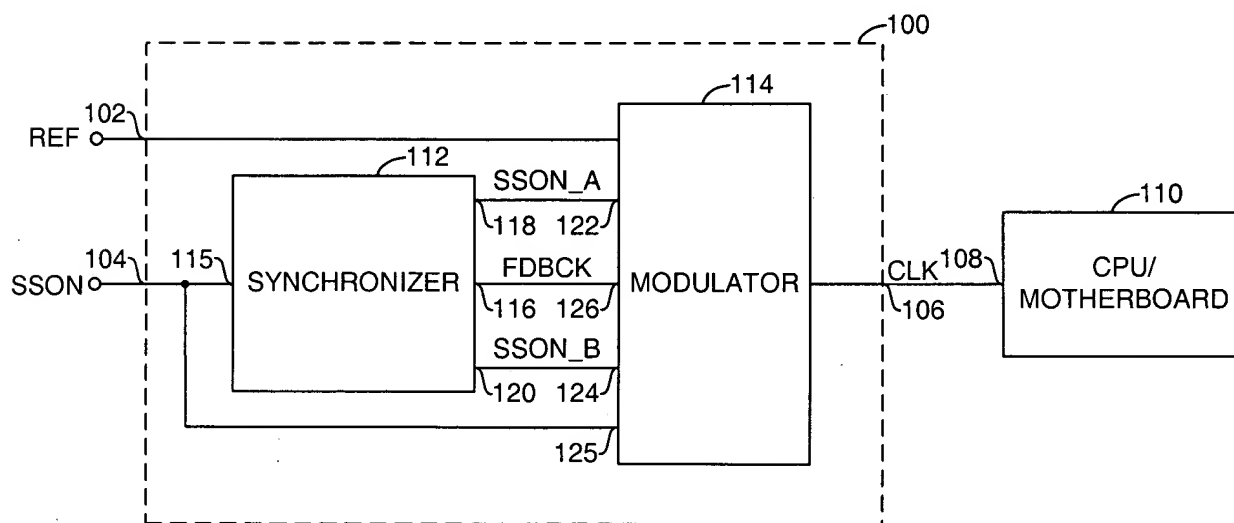 100
114
102
REF
112
SSON_A
110
118 122
104
115
SSON
SYNCHRONIZER
FDBCK
MODULATOR
CLK
108
CPU/
MOTHERBOARD
116 126
106
SSON_B
120 124
125